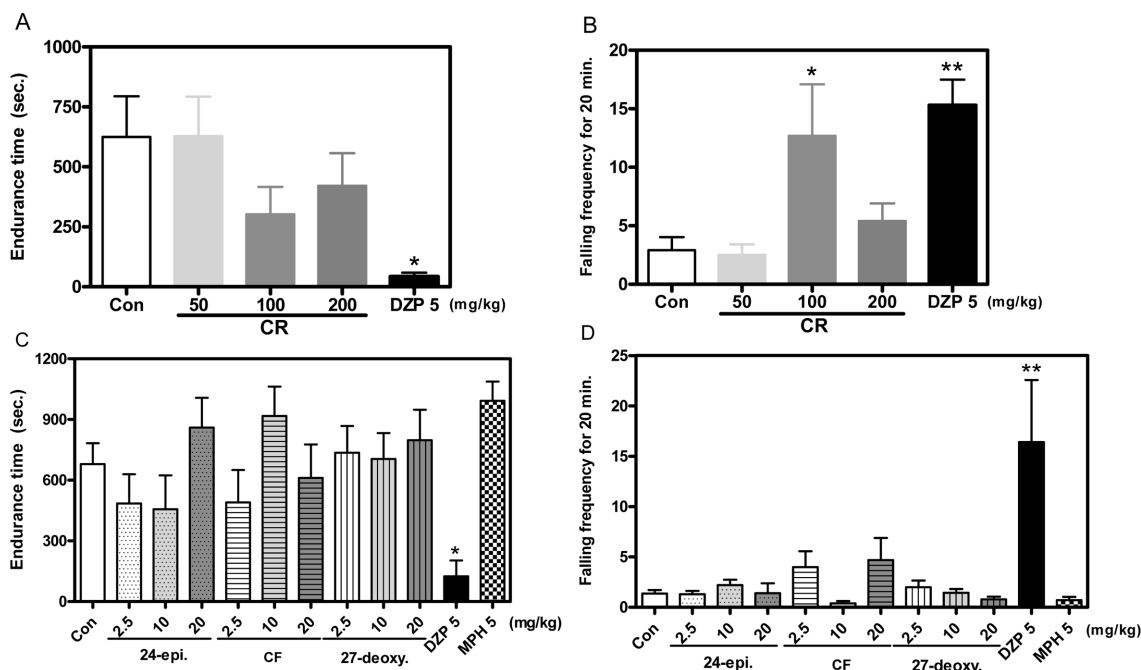 A
Endurance time (sec.)
1000
750
500
250
0
*
Con 50 100 200 DZP 5 (mg/kg)
CR
B
Falling frequency for 20 min.
20
15
10
5
0
* **
Con 50 100 200 DZP 5 (mg/kg)
CR
C
Endurance time (sec.)
1200
900
600
300
0
*
Con 2.5 10 20 2.5 10 20 2.5 10 20 DZP 5 MPH 5 (mg/kg)
24-epi. CF 27-deoxy.
D
Falling frequency for 20 min.
25
20
15
10
5
0
**
Con 2.5 10 20 2.5 10 20 2.5 10 20 DZP 5 MPH 5 (mg/kg)
24-epi. CF 27-deoxy.